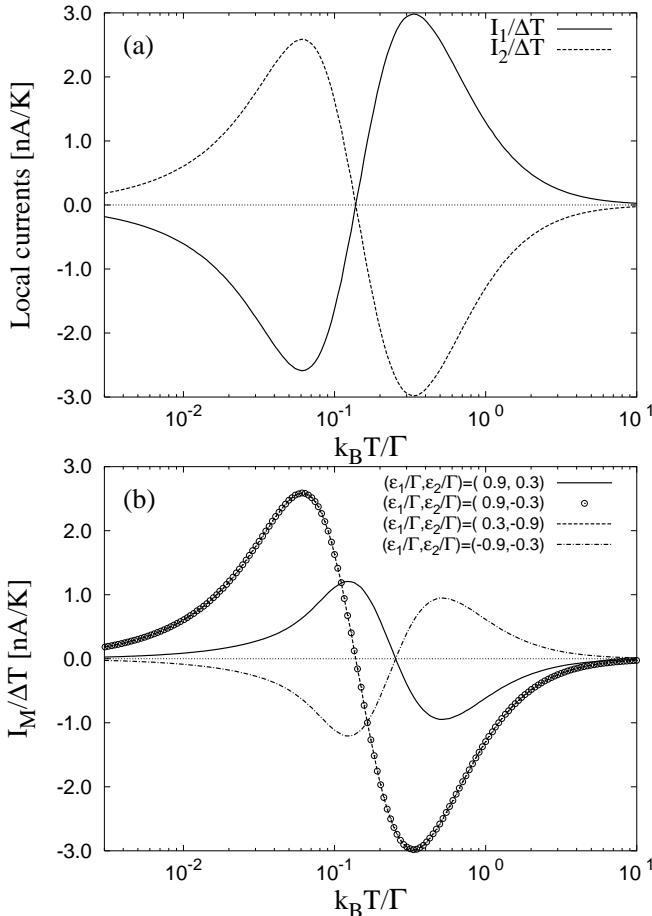 (a)
I₁/ΔT
I₂/ΔT
Local currents [nA/K]
3.0
2.0
1.0
0.0
-1.0
-2.0
-3.0
10⁻² 10⁻¹ 10⁰ 10¹
k_BT/Γ
(b)
(ε₁/Γ,ε₂/Γ)=( 0.9, 0.3)
(ε₁/Γ,ε₂/Γ)=( 0.9,-0.3)
(ε₁/Γ,ε₂/Γ)=( 0.3,-0.9)
(ε₁/Γ,ε₂/Γ)=(-0.9,-0.3)
I_M/ΔT [nA/K]
3.0
2.0
1.0
0.0
-1.0
-2.0
-3.0
10⁻² 10⁻¹ 10⁰ 10¹
k_BT/Γ